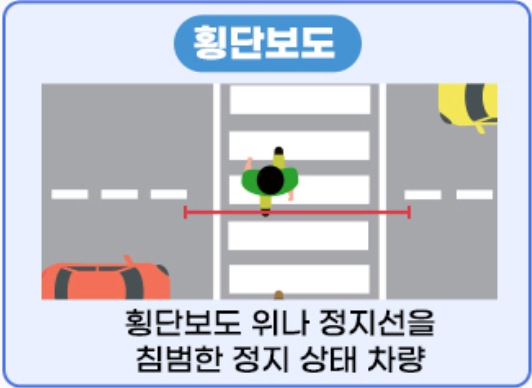 횡단보도
횡단보도 위나 정지선을
침범한 정지 상태 차량